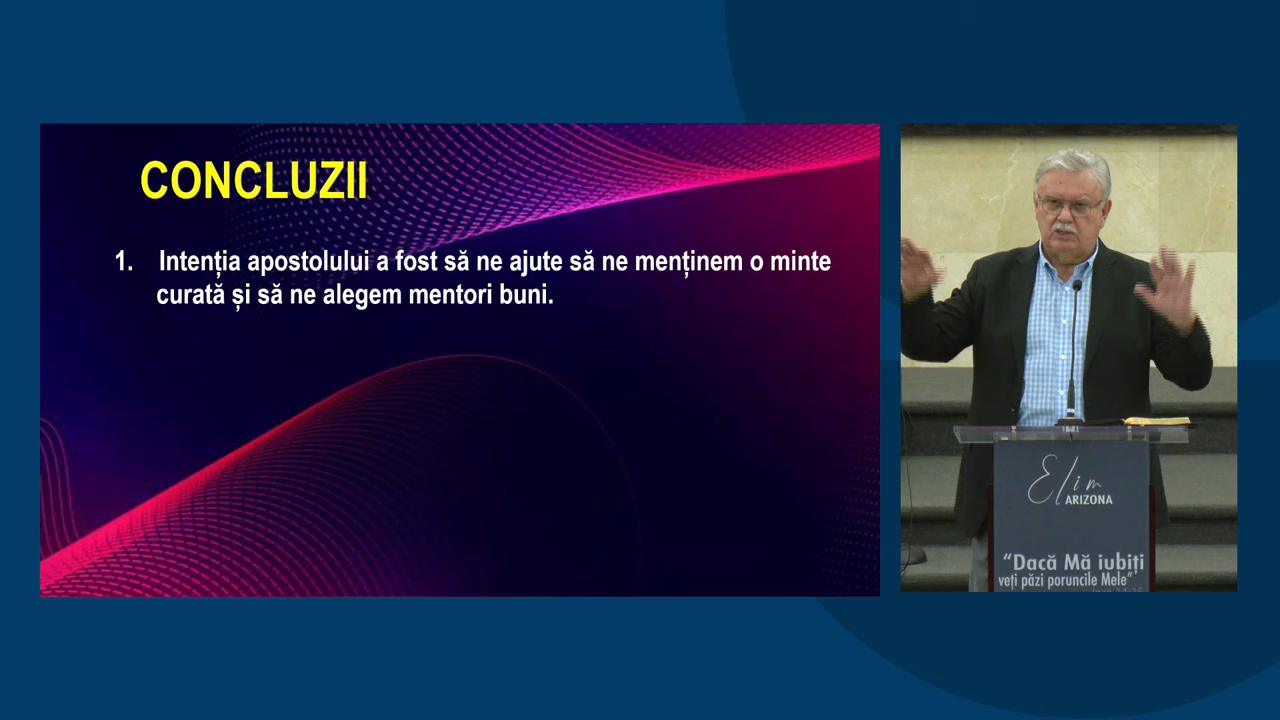 CONCLUZII
1. Intenția apostolului a fost să ne ajute să ne menținem o minte
curată și să ne alegem mentori buni.
Elim
ARIZONA
“Dacă Mă iubiți
veți păzi poruncile Mele”